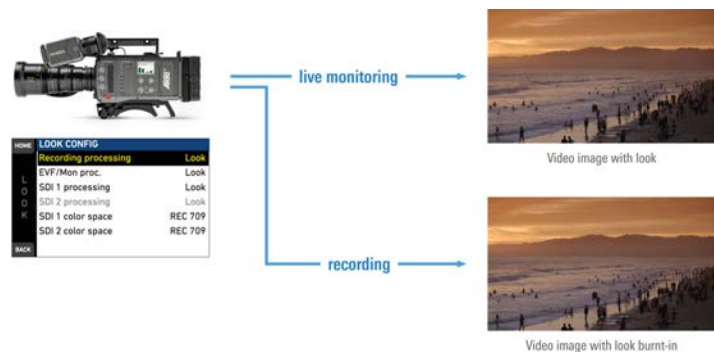 ARRI
HOME
LOOK CONFIG
Recording processing Look
EVF/Mon proc. Look
SDI 1 processing Look
SDI 2 processing Look
SDI 1 color space REC 709
SDI 2 color space REC 709
LOOK
BACK
live monitoring
Video image with look
recording
Video image with look burnt-in